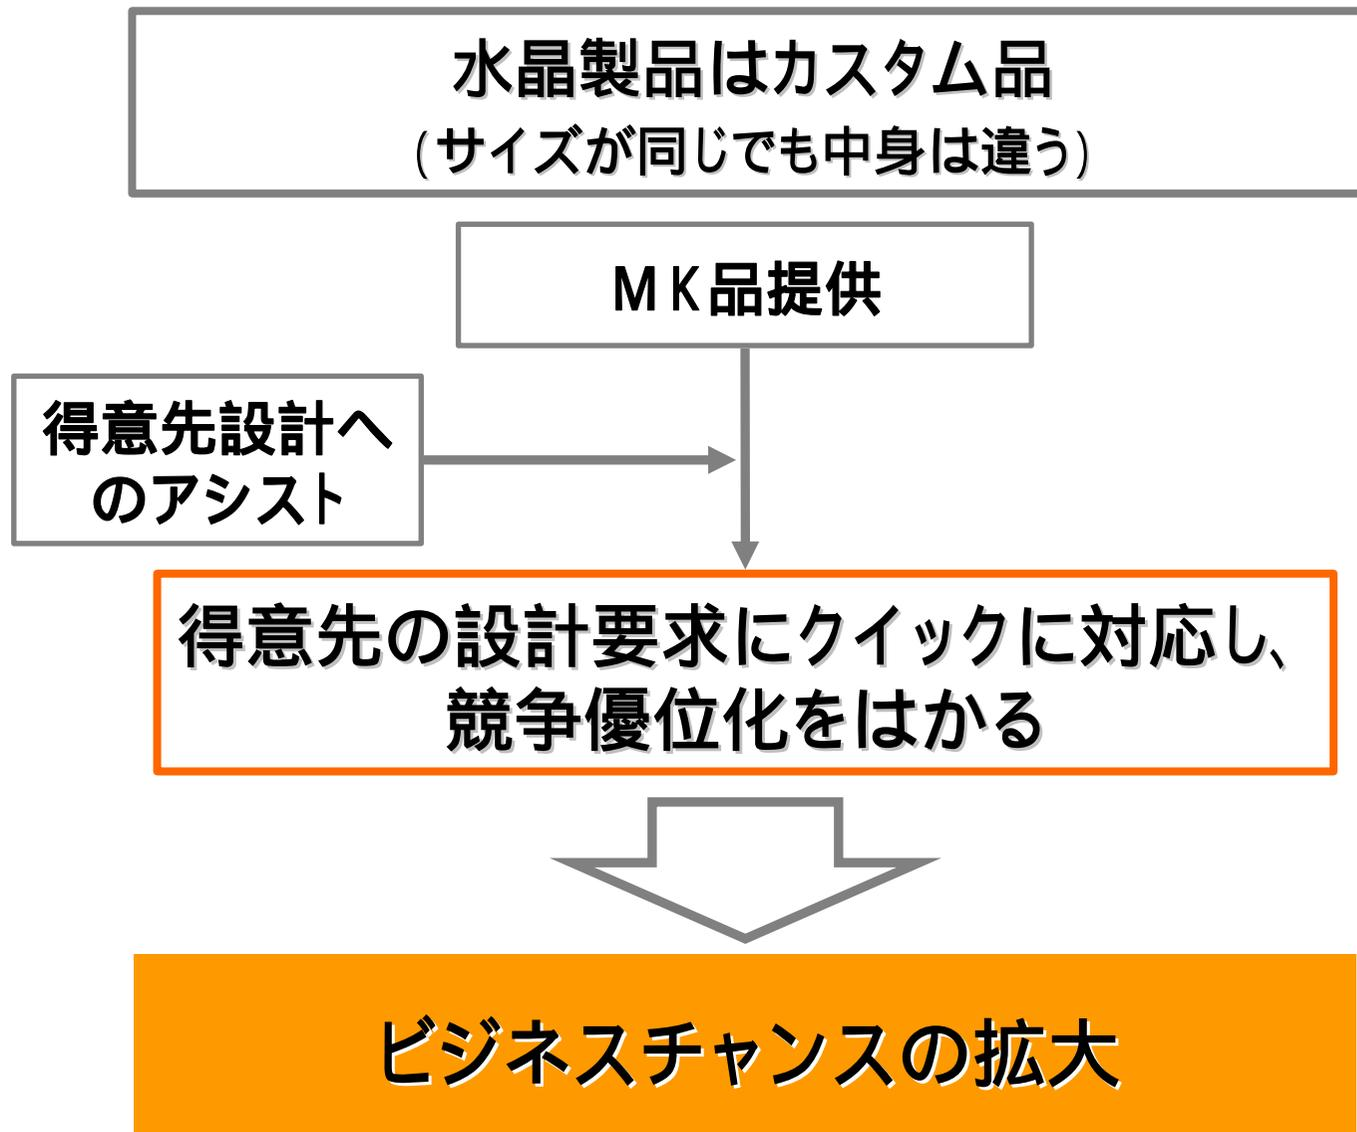 水晶製品はカスタム品
(サイズが同じでも中身は違う)
ＭＫ品提供
得意先設計へ
のアシスト
得意先の設計要求にクイックに対応し、
競争優位化をはかる
ビジネスチャンスの拡大